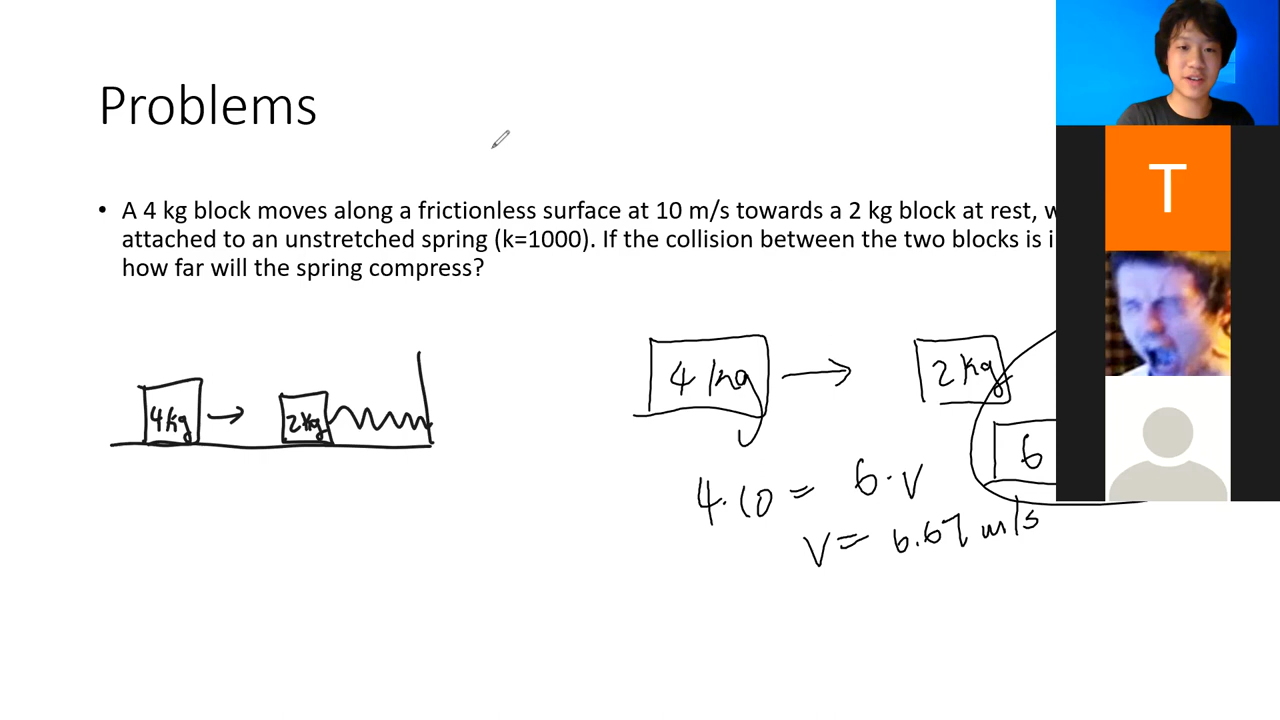 Problems
• A 4 kg block moves along a frictionless surface at 10 m/s towards a 2 kg block at rest,
attached to an unstretched spring (k=1000). If the collision between the two blocks is
how far will the spring compress?
4kg → 2kg
4 kg → 2 kg
6
4·10 = 6·v
v = 6.67 m/s
T